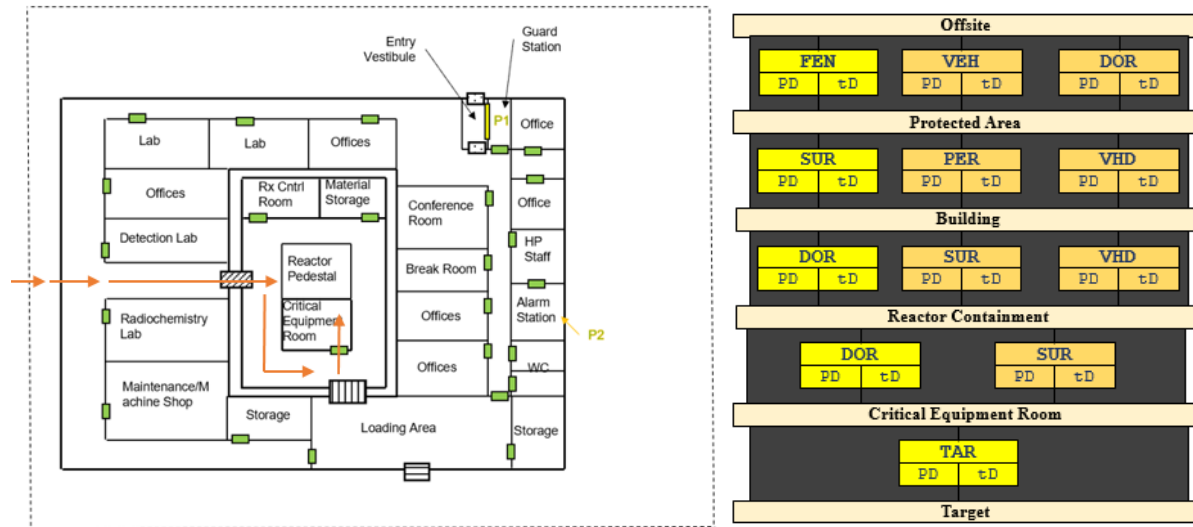 Guard
Station
Entry
Vestibule
P1
Office
Lab
Lab
Offices
Rx Cntrl
Room
Material
Storage
Offices
Conference
Room
Office
Detection Lab
HP
Staff
Reactor
Pedestal
Break Room
Critical
Equipment
Room
Alarm
Station
Radiochemistry
Lab
Offices
P2
Offices
WC
Maintenance/M
achine Shop
Storage
Loading Area
Storage
Offsite
FEN
PD tD
VEH
PD tD
DOR
PD tD
Protected Area
SUR
PD tD
PER
PD tD
VHD
PD tD
Building
DOR
PD tD
SUR
PD tD
VHD
PD tD
Reactor Containment
DOR
PD tD
SUR
PD tD
Critical Equipment Room
TAR
PD tD
Target